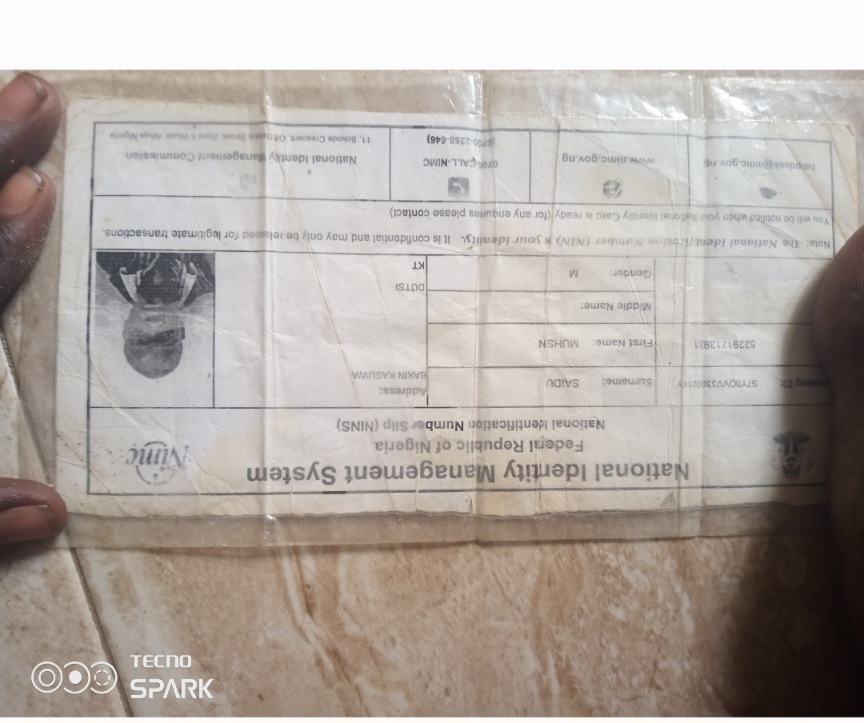 National Identity Management System
Federal Republic of Nigeria
National Identification Number Slip (NINS)
Nimc
ID:
Surname: SAIDU
Address:
BAKIN KASUWA
52291713931
First Name: MUHSN
Middle Name:
DUTSI
Gender: M
KT
Note: The National Identification Number (NIN) is your identity. It is confidential and may only be released for legitimate transactions.
You will be notified when your National Identity Card is ready (for any enquiries please contact)
helpdesk@nimc.gov.ng
www.nimc.gov.ng
0700-CALL-NIMC
(0700-2255-646)
National Identity Management Commission
11, Sokode Crescent, Off Dalaba Street, Zone 5 Wuse, Abuja Nigeria
TECNO
SPARK